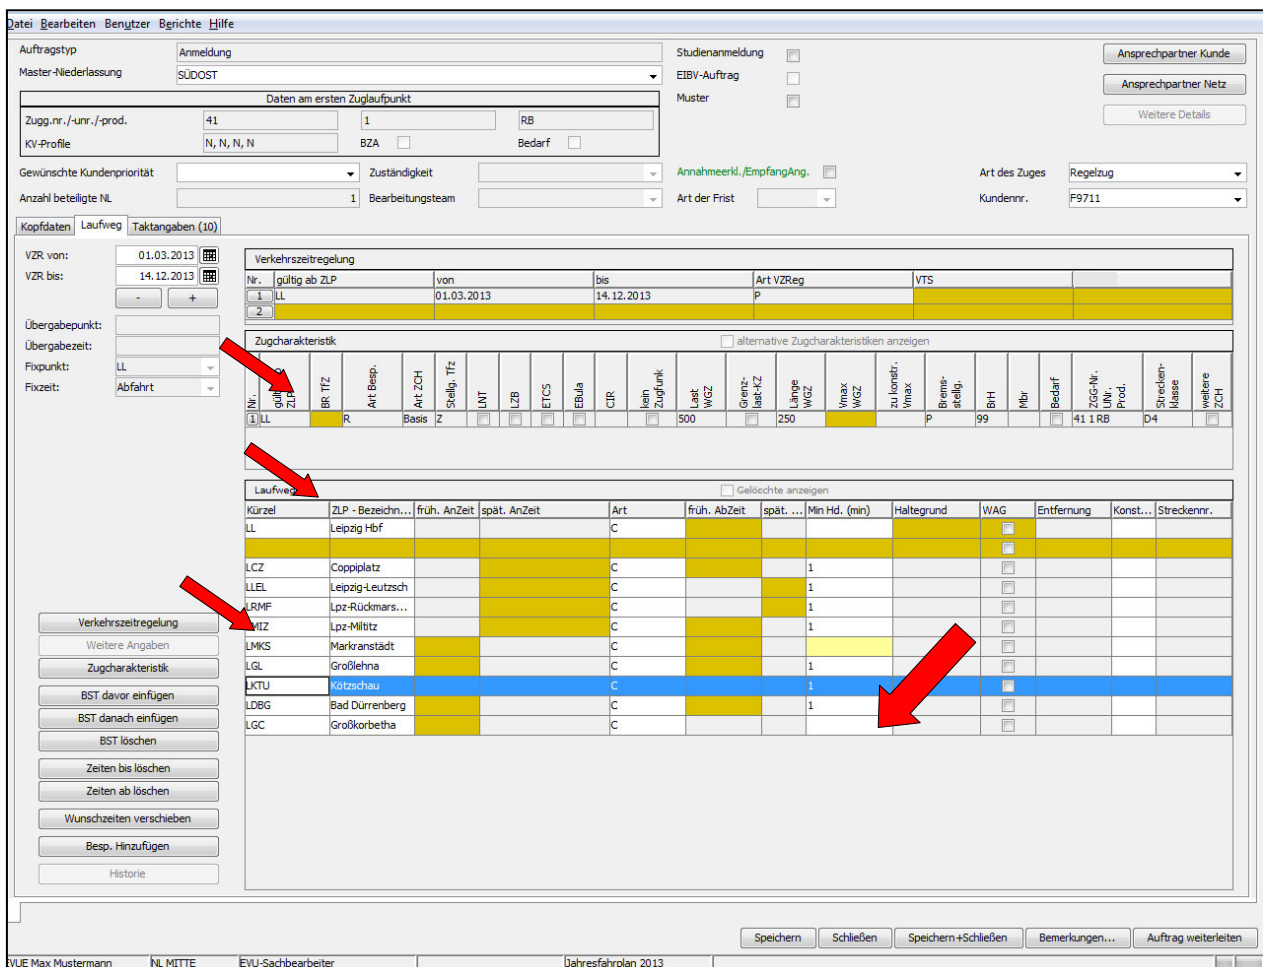 Datei Bearbeiten Benutzer Berichte Hilfe
Auftragstyp Anmeldung Studienanmeldung Ansprechpartner Kunde
Master-Niederlassung SÜDOST EIBV-Auftrag Ansprechpartner Netz
Daten am ersten Zuglaufpunkt Muster Weitere Details
Zugg.nr./-unr./-prod. 41 1 RB
KV-Profile N, N, N, N BZA Bedarf
Gewünschte Kundenpriorität Zuständigkeit Annahmeerkl./EmpfangAng. Art des Zuges Regelzug
Anzahl beteiligte NL 1 Bearbeitungsteam Art der Frist Kundennr. F9711
Kopfdaten Laufweg Taktangaben (10)
VZR von: 01.03.2013
VZR bis: 14.12.2013
- +
Übergabepunkt:
Übergabezeit:
Fixpunkt: LL
Fixzeit: Abfahrt
Verkehrszeitregelung
Nr. gültig ab ZLP von bis Art VZReg VTS
1 LL 01.03.2013 14.12.2013 P
2
Zugcharakteristik alternative Zugcharakteristiken anzeigen
Nr. ZLP BR TfZ Art Besp. Art ZCH Stellg. Tfz LNT LZB ETCS EBula CIR kein Zugfunk Last WGZ Grenz-last-KZ Länge WGZ Vmax WGZ zu konstr. Vmax Brems-stellg. BrH Mbr Bedarf ZGG-Nr. UNr. Prod. Strecken-klasse weitere ZCH
1 LL R Basis Z 500 250 P 99 41 1 RB D4
Laufweg Gelöschte anzeigen
Kürzel ZLP - Bezeichn... früh. AnZeit spät. AnZeit Art früh. AbZeit spät. ... Min Hd. (min) Haltegrund WAG Entfernung Konst... Streckennr.
LL Leipzig Hbf C
LCZ Coppiplatz C 1
LLEL Leipzig-Leutzsch C 1
LRMF Lpz-Rückmars... C 1
MIZ Lpz-Miltitz C 1
LMKS Markranstädt C
LGL Großlehna C 1
LKTU Kötzschau C 1
LDBG Bad Dürrenberg C 1
LGC Großkorbetha C
Verkehrszeitregelung
Weitere Angaben
Zugcharakteristik
BST davor einfügen
BST danach einfügen
BST löschen
Zeiten bis löschen
Zeiten ab löschen
Wunschzeiten verschieben
Besp. Hinzufügen
Historie
Speichern Schließen Speichern+Schließen Bemerkungen... Auftrag weiterleiten
EVUE Max Mustermann NL MITTE EVU-Sachbearbeiter Jahresfahrplan 2013